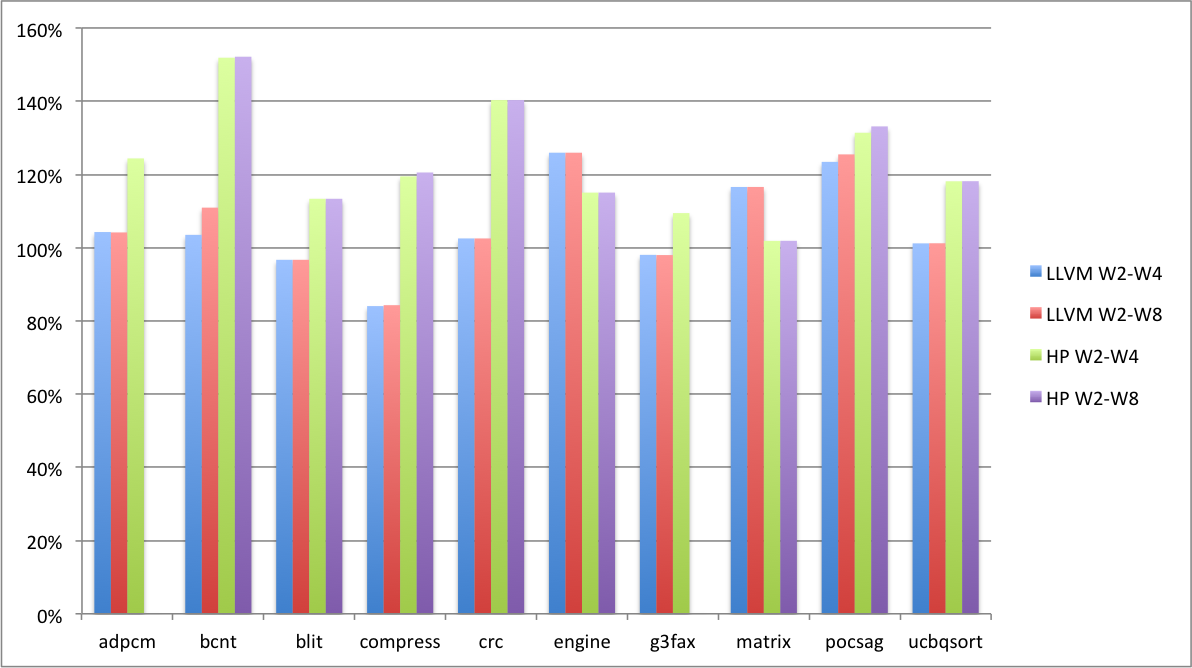 160%
140%
120%
100%
80%
60%
40%
20%
0%
adpcm bcnt blit compress crc engine g3fax matrix pocsag ucbqsort
LLVM W2-W4
LLVM W2-W8
HP W2-W4
HP W2-W8